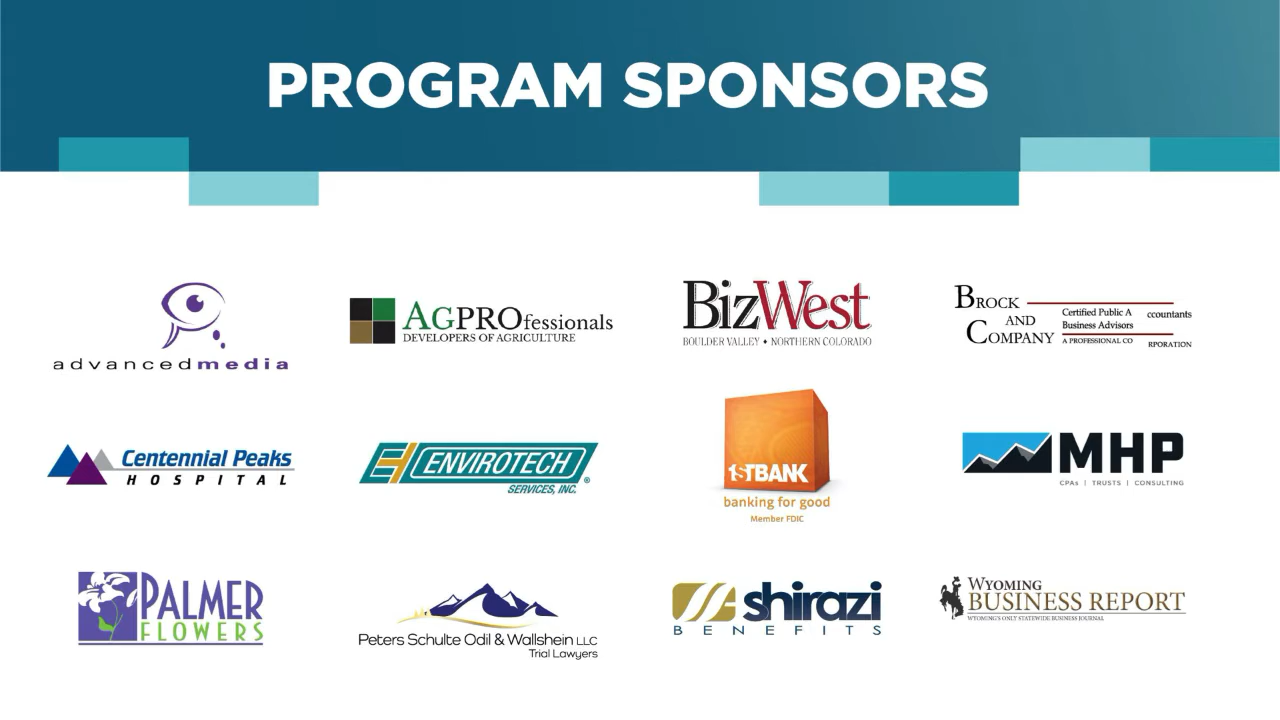 PROGRAM SPONSORS
advancedmedia
AGPROfessionals
DEVELOPERS OF AGRICULTURE
BizWest
BOULDER VALLEY • NORTHERN COLORADO
BROCK
AND
COMPANY
Certified Public A ccountants
Business Advisors
A PROFESSIONAL CO RPORATION
Centennial Peaks
HOSPITAL
ENVIROTECH
SERVICES, INC.®
1STBANK
banking for good
Member FDIC
MHP
CPAs | TRUSTS | CONSULTING
PALMER
FLOWERS
Peters Schulte Odil & Wallshein LLC
Trial Lawyers
shirazi
BENEFITS
WYOMING
BUSINESS REPORT
WYOMING'S ONLY STATEWIDE BUSINESS JOURNAL